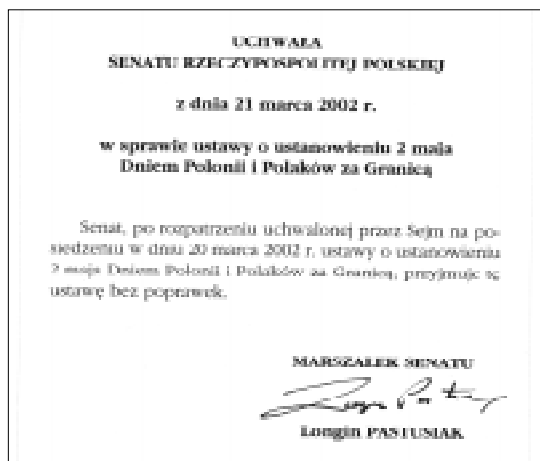 UCHWAŁA
SENATU RZECZYPOSPOLITEJ POLSKIEJ
z dnia 21 marca 2002 r.
w sprawie ustawy o ustanowieniu 2 maja
Dniem Polonii i Polaków za Granicą
Senat, po rozpatrzeniu uchwalonej przez Sejm na po-
siedzeniu w dniu 20 marca 2002 r. ustawy o ustanowieniu
2 maja Dniem Polonii i Polaków za Granicą, przyjmuje tę
ustawę bez poprawek.
MARSZAŁEK SENATU
Longin PASTUSIAK